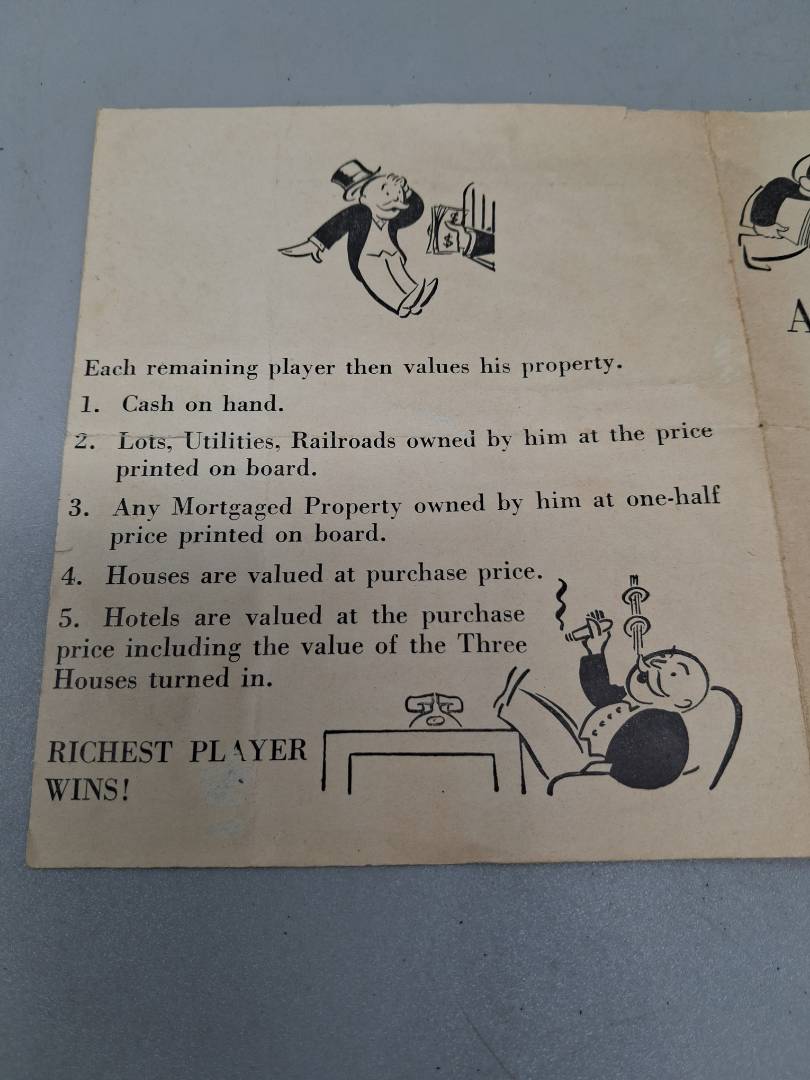 $
$
Each remaining player then values his property.
1. Cash on hand.
2. Lots, Utilities, Railroads owned by him at the price
printed on board.
3. Any Mortgaged Property owned by him at one-half
price printed on board.
4. Houses are valued at purchase price.
5. Hotels are valued at the purchase
price including the value of the Three
Houses turned in.
RICHEST PLAYER
WINS!
A